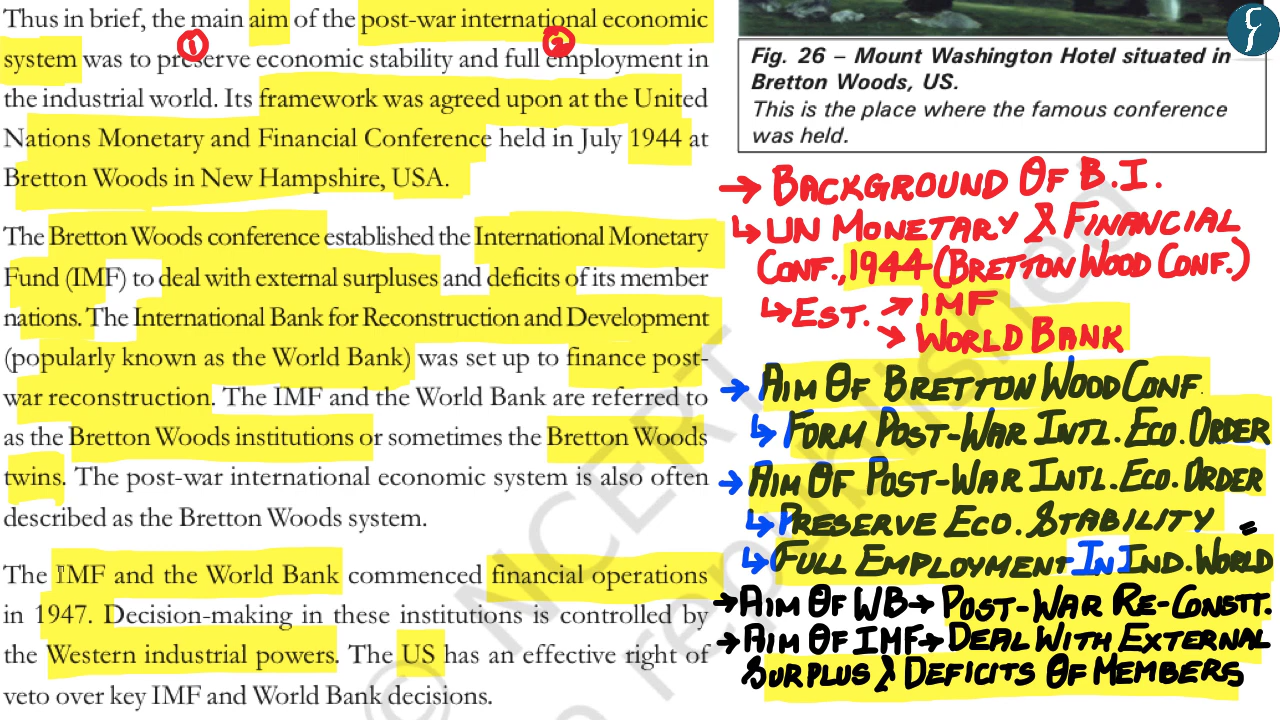 Thus in brief, the main aim of the post-war international economic
system was to preserve economic stability and full employment in
the industrial world. Its framework was agreed upon at the United
Nations Monetary and Financial Conference held in July 1944 at
Bretton Woods in New Hampshire, USA.
The Bretton Woods conference established the International Monetary
Fund (IMF) to deal with external surpluses and deficits of its member
nations. The International Bank for Reconstruction and Development
(popularly known as the World Bank) was set up to finance post-
war reconstruction. The IMF and the World Bank are referred to
as the Bretton Woods institutions or sometimes the Bretton Woods
twins. The post-war international economic system is also often
described as the Bretton Woods system.
The IMF and the World Bank commenced financial operations
in 1947. Decision-making in these institutions is controlled by
the Western industrial powers. The US has an effective right of
veto over key IMF and World Bank decisions.
1
2
Fig. 26 – Mount Washington Hotel situated in
Bretton Woods, US.
This is the place where the famous conference
was held.
→ BACKGROUND OF B.I.
↳ UN MONETARY & FINANCIAL
CONF., 1944 (BRETTON WOOD CONF.)
↳ EST. → IMF
→ WORLD BANK
→ AIM OF BRETTON WOOD CONF.
↳ FORM POST-WAR INTL. ECO. ORDER
→ AIM OF POST-WAR INTL. ECO. ORDER
↳ PRESERVE ECO. STABILITY
↳ FULL EMPLOYMENT IN IND. WORLD
→ AIM OF WB → POST-WAR RE-CONSTT.
→ AIM OF IMF → DEAL WITH EXTERNAL
SURPLUS & DEFICITS OF MEMBERS
© NCERT
republished